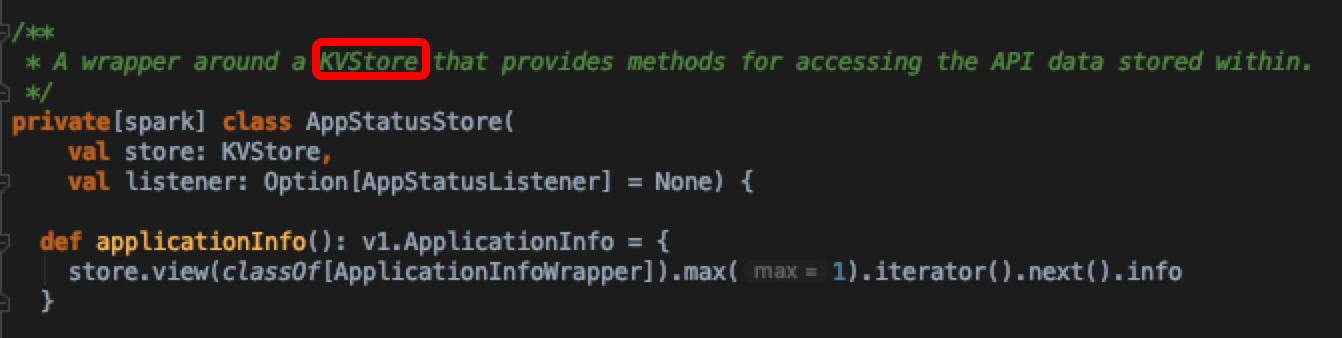 /**
 * A wrapper around a KVStore that provides methods for accessing the API data stored within.
 */
private[spark] class AppStatusStore(
    val store: KVStore,
    val listener: Option[AppStatusListener] = None) {
  def applicationInfo(): v1.ApplicationInfo = {
    store.view(classOf[ApplicationInfoWrapper]).max( max = 1).iterator().next().info
  }